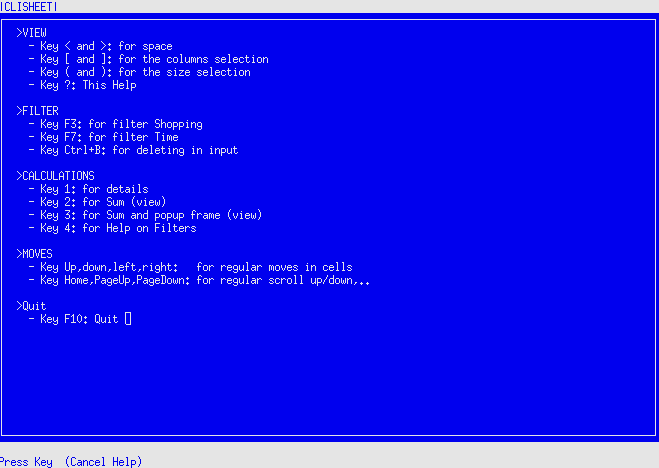 |CLISHEET|
>VIEW
- Key < and >: for space
- Key [ and ]: for the columns selection
- Key ( and ): for the size selection
- Key ?: This Help
>FILTER
- Key F3: for filter Shopping
- Key F7: for filter Time
- Key Ctrl+B: for deleting in input
>CALCULATIONS
- Key 1: for details
- Key 2: for Sum (view)
- Key 3: for Sum and popup frame (view)
- Key 4: for Help on Filters
>MOVES
- Key Up,down,left,right:   for regular moves in cells
- Key Home,PageUp,PageDown: for regular scroll up/down,..
>Quit
- Key F10: Quit
Press Key  (Cancel Help)